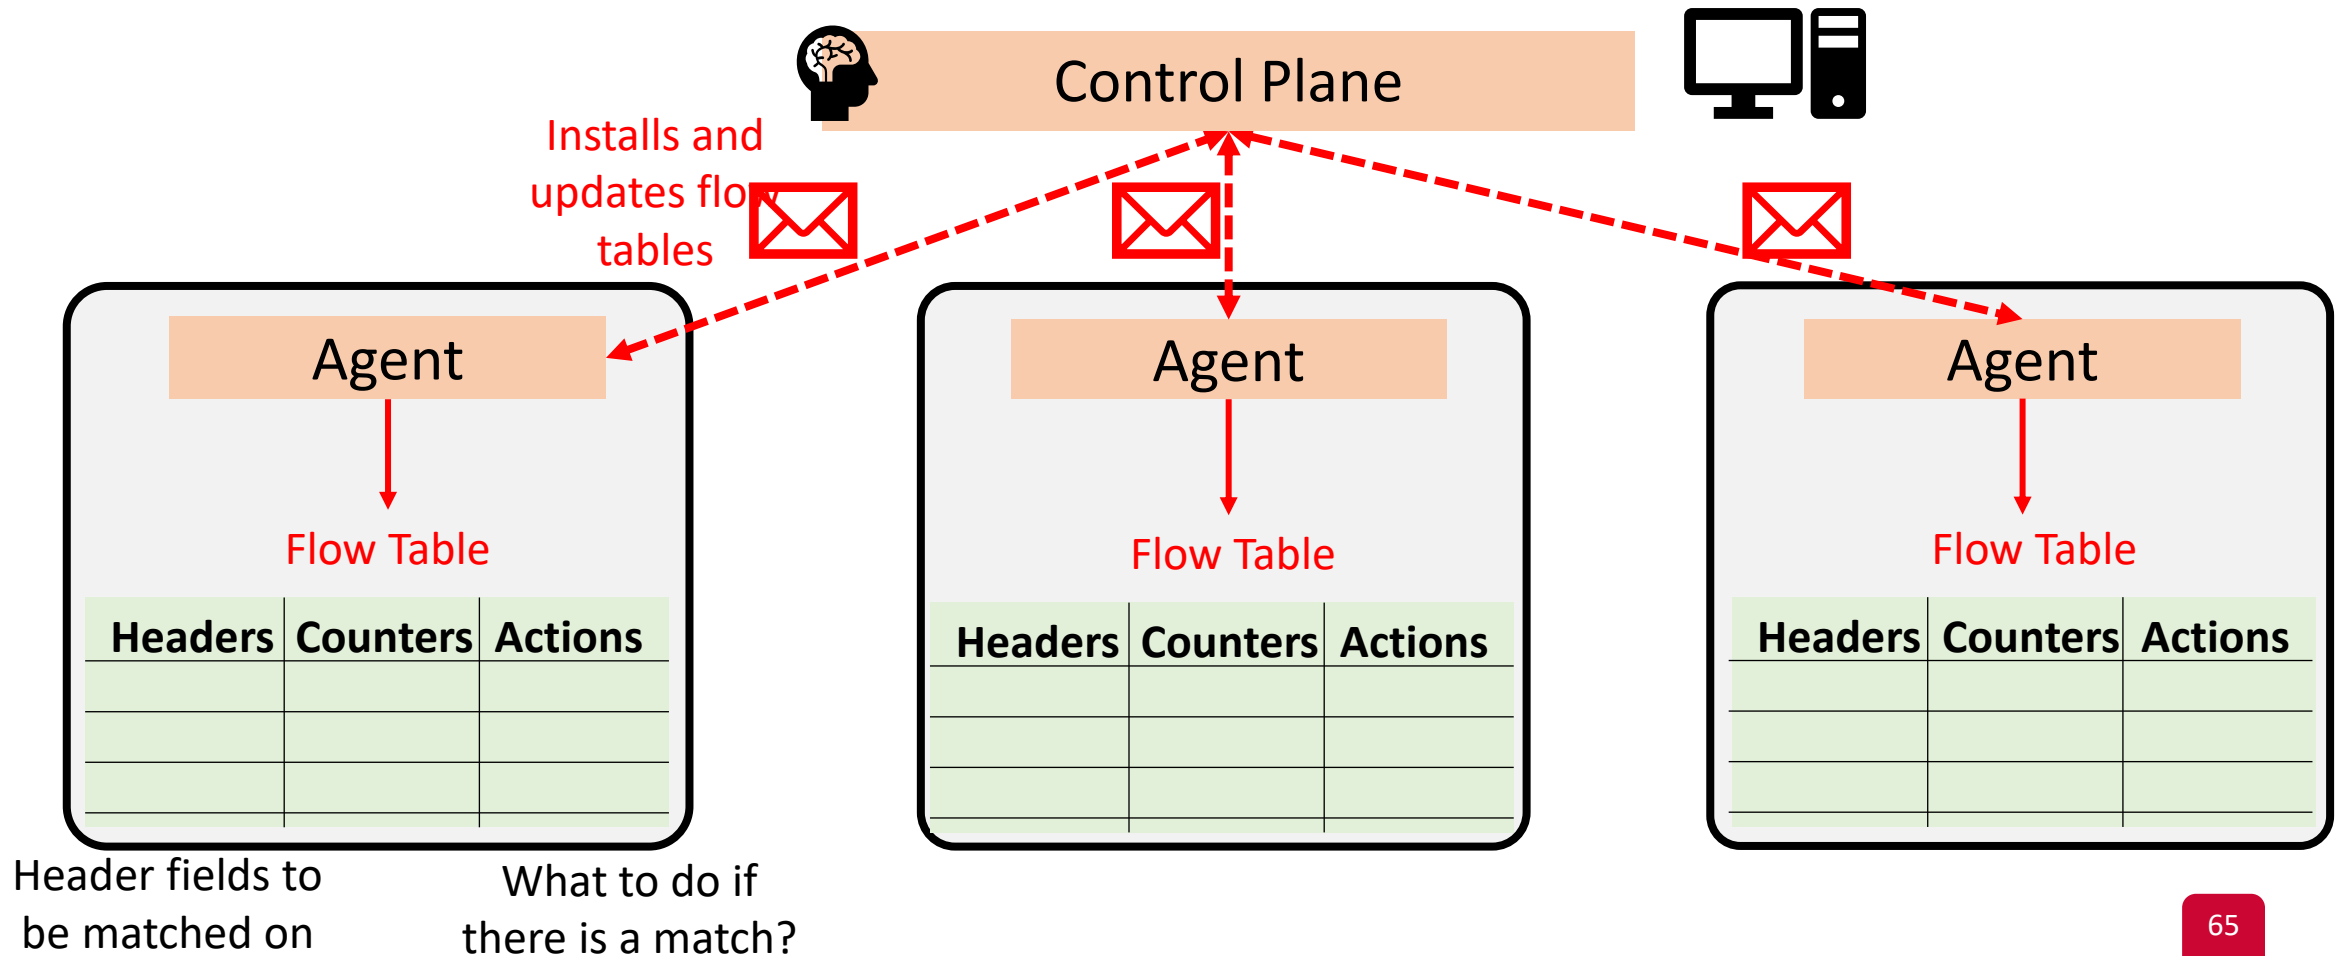 Control Plane
Installs and
updates flow
tables
Agent
Agent
Agent
Flow Table
Flow Table
Flow Table
Headers Counters Actions
Headers Counters Actions
Headers Counters Actions
Header fields to
be matched on
What to do if
there is a match?
65